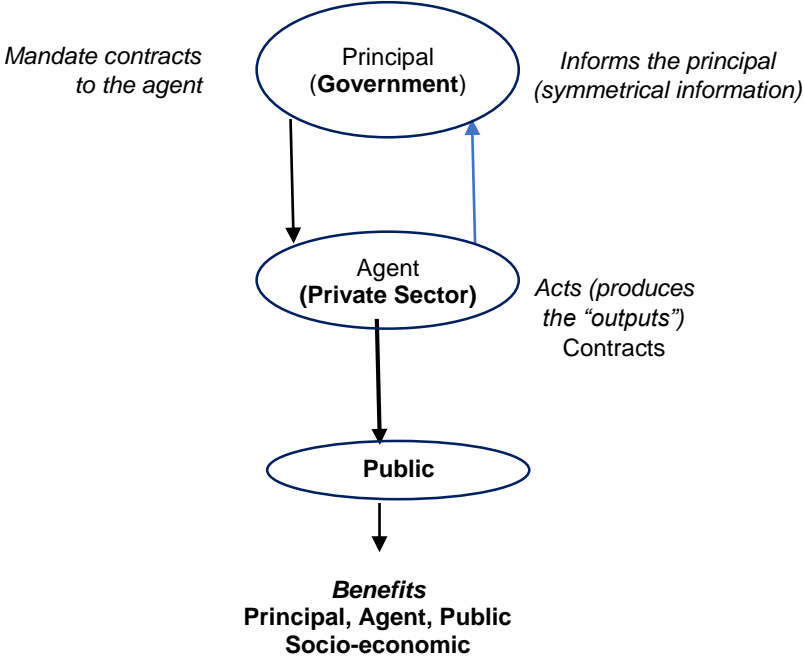 Mandate contracts
to the agent
Principal
(Government)
Informs the principal
(symmetrical information)
Agent
(Private Sector)
Acts (produces
the “outputs”)
Contracts
Public
Benefits
Principal, Agent, Public
Socio-economic